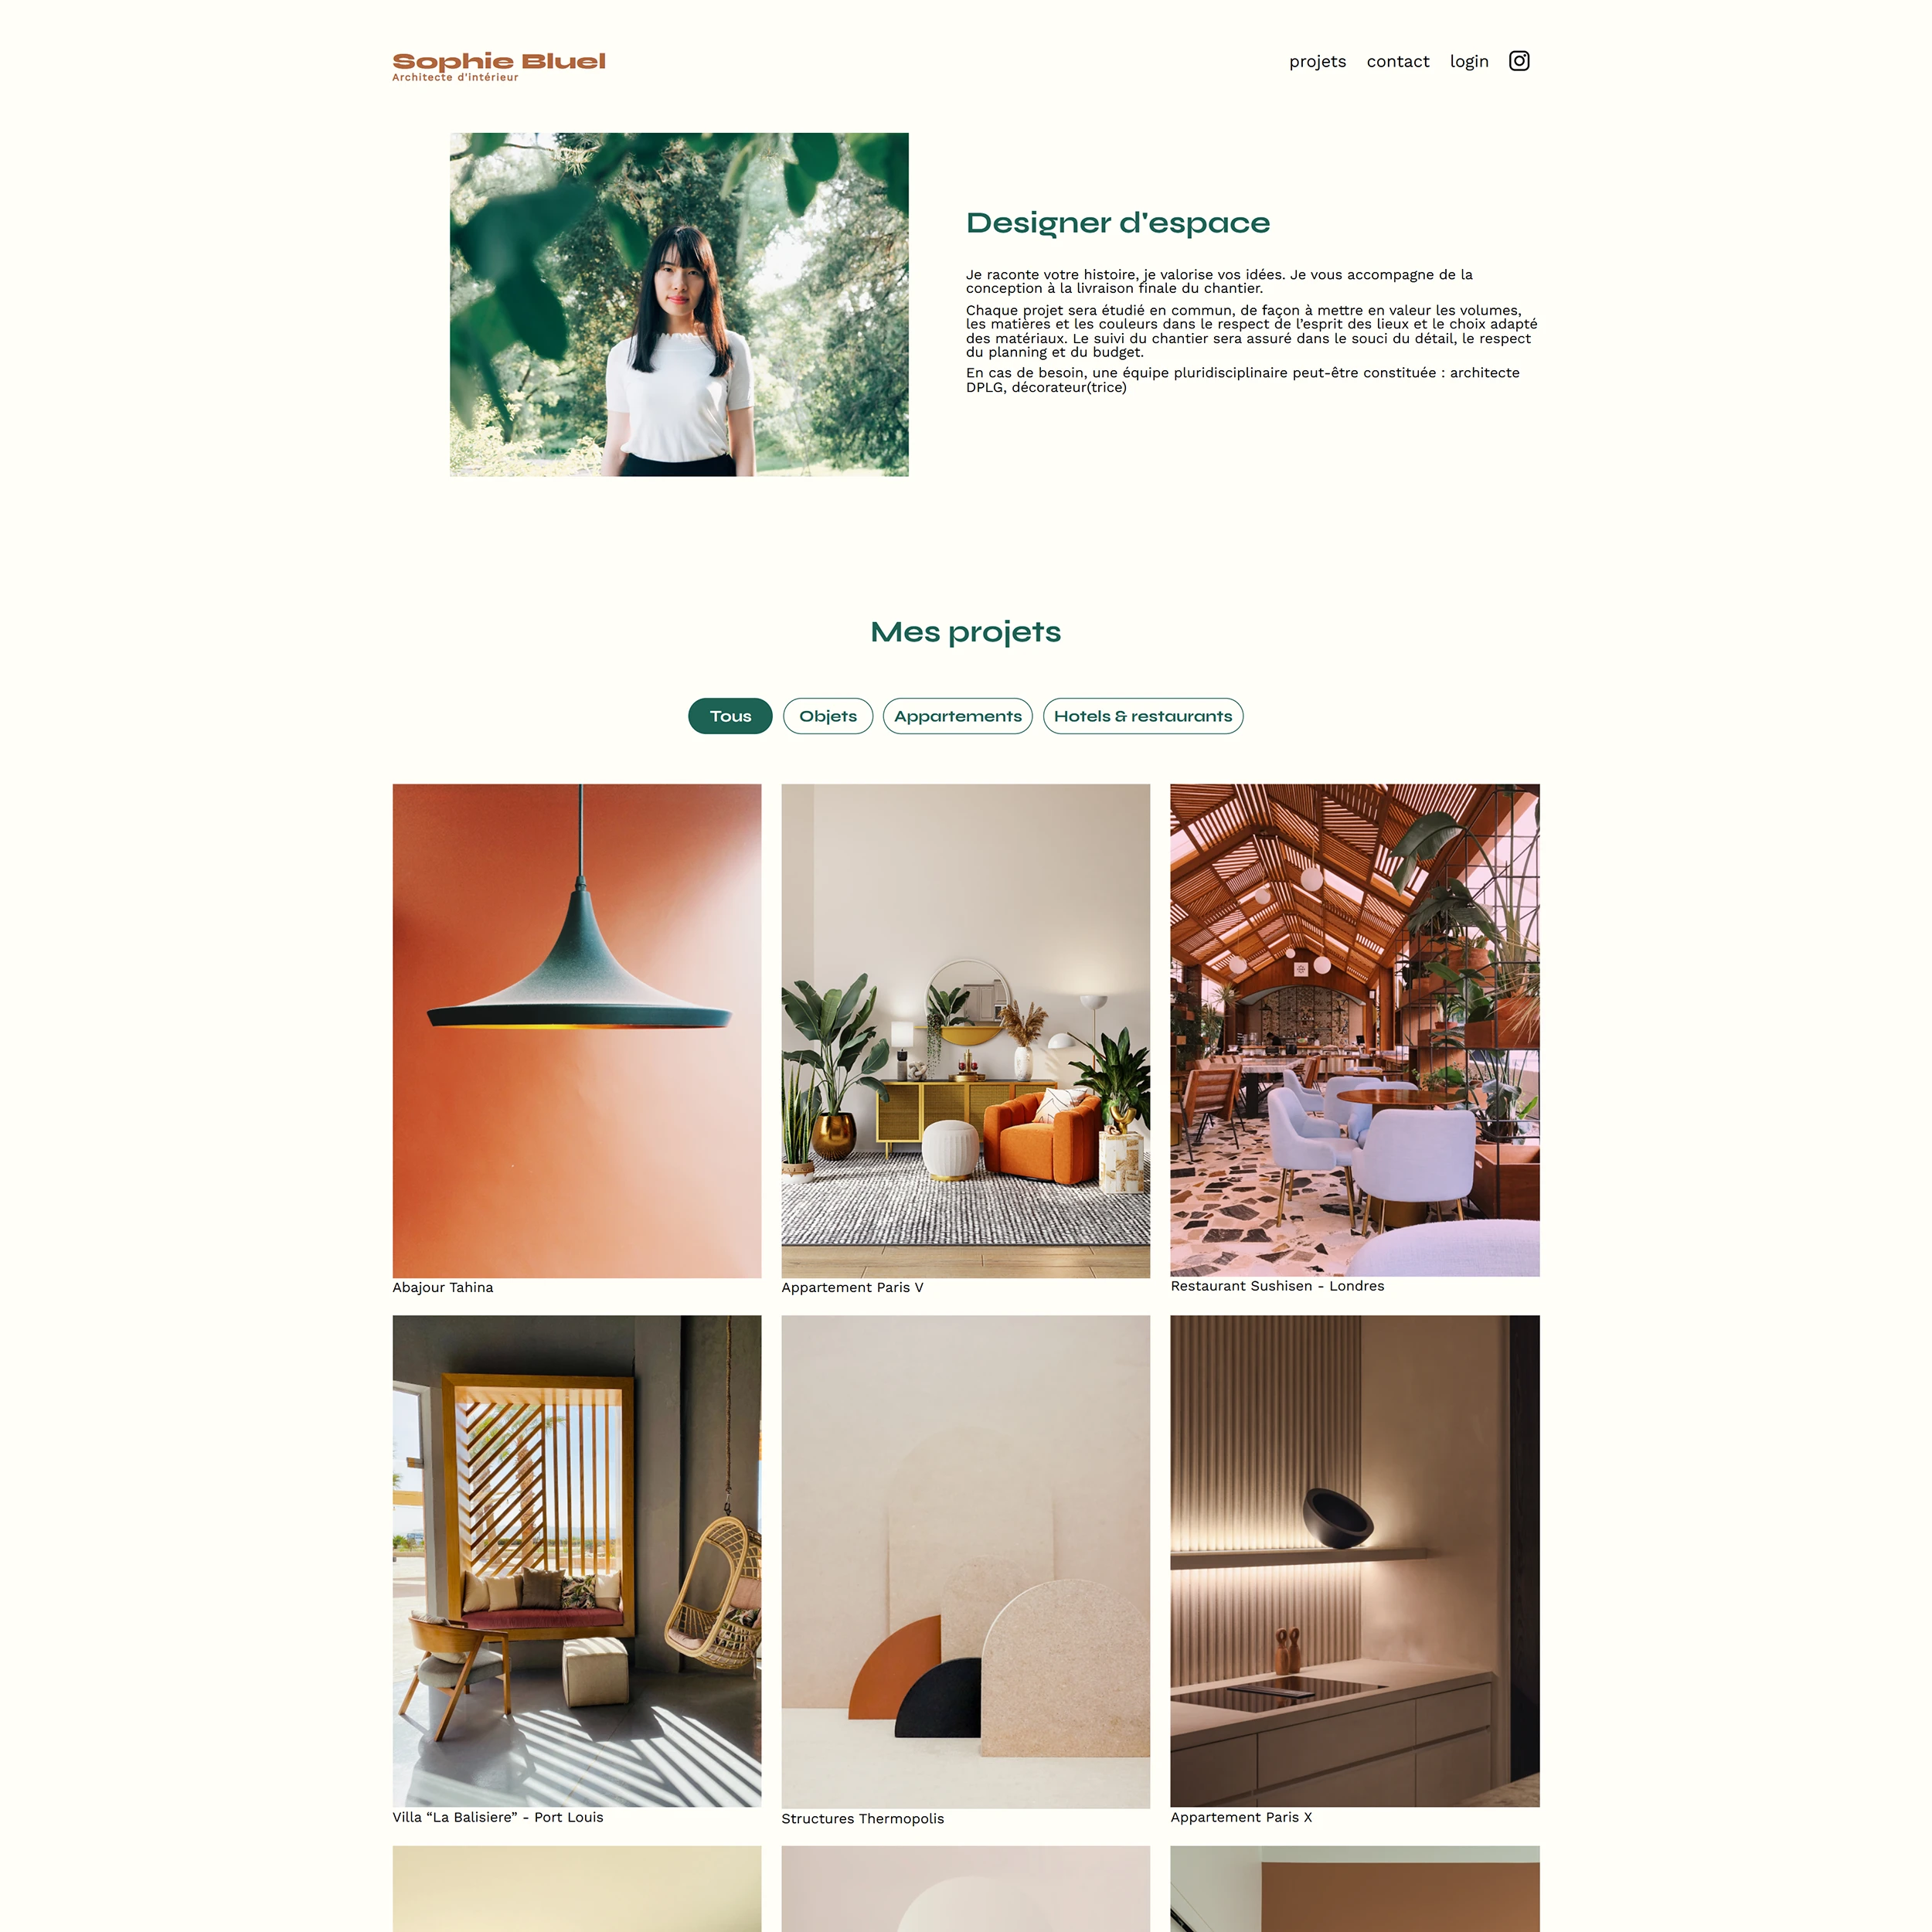 Sophie Bluel
Architecte d'intérieur
projets contact login
Designer d'espace
Je raconte votre histoire, je valorise vos idées. Je vous accompagne de la
conception à la livraison finale du chantier.
Chaque projet sera étudié en commun, de façon à mettre en valeur les volumes,
les matières et les couleurs dans le respect de l’esprit des lieux et le choix adapté
des matériaux. Le suivi du chantier sera assuré dans le souci du détail, le respect
du planning et du budget.
En cas de besoin, une équipe pluridisciplinaire peut-être constituée : architecte
DPLG, décorateur(trice)
Mes projets
Tous Objets Appartements Hotels & restaurants
Abajour Tahina
Appartement Paris V
Restaurant Sushisen - Londres
Villa “La Balisiere” - Port Louis
Structures Thermopolis
Appartement Paris X